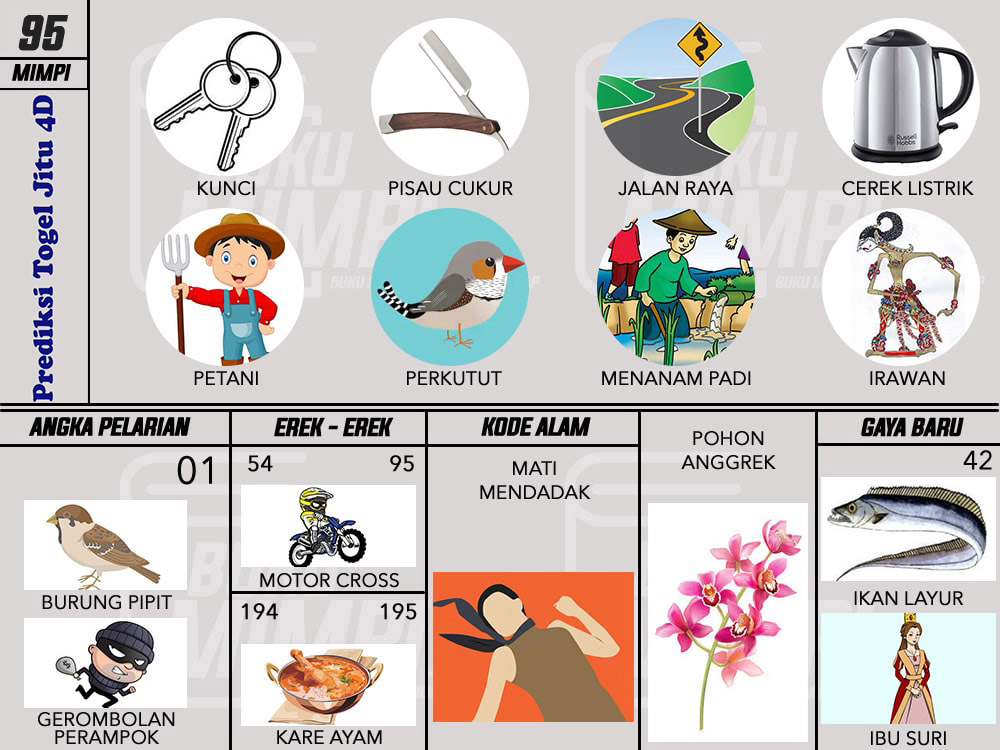 95
MIMPI
Prediksi Togel Jitu 4D
KUNCI
PISAU CUKUR
JALAN RAYA
Russell
Hobbs
CEREK LISTRIK
PETANI
PERKUTUT
MENANAM PADI
IRAWAN
ANGKA PELARIAN
01
BURUNG PIPIT
GEROMBOLAN
PERAMPOK
EREK - EREK
54 95
MOTOR CROSS
194 195
KARE AYAM
KODE ALAM
MATI
MENDADAK
POHON
ANGGREK
GAYA BARU
42
IKAN LAYUR
IBU SURI